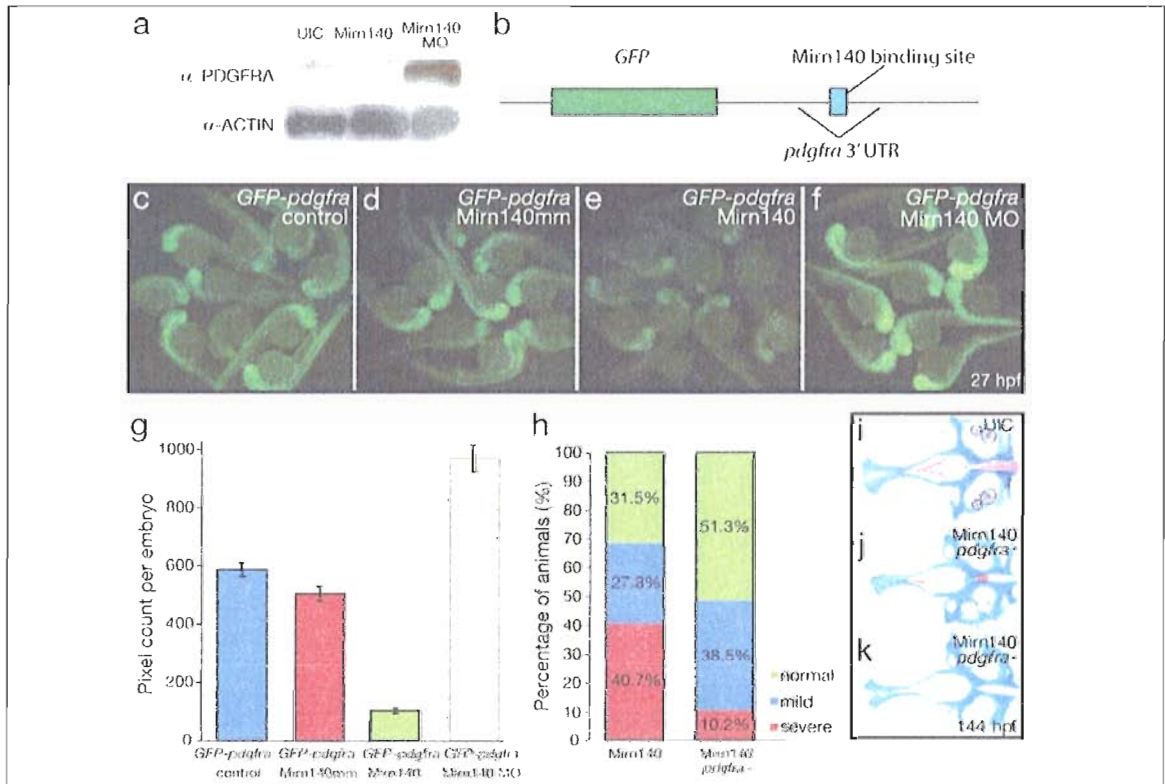 a
UIC Mirn140 Mirn140 MO
α PDGFRA
α-ACTIN
b
GFP
Mirn140 binding site
pdgfra 3' UTR
c
GFP-pdgfra
control
d
GFP-pdgfra
Mirn140mm
e
GFP-pdgfra
Mirn140
f
GFP-pdgfra
Mirn140 MO
27 hpf
g
Pixel count per embryo
1000
800
600
400
200
0
GFP-pdgfra
control
GFP-pdgfra
Mirn140mm
GFP-pdgfra
Mirn140
GFP-pdgfra
Mirn140 MO
h
Percentage of animals (%)
100
90
80
70
60
50
40
30
20
10
0
31.5%
27.8%
40.7%
51.3%
38.5%
10.2%
Mirn140
Mirn140
pdgfra-
normal
mild
severe
i
UIC
j
Mirn140
pdgfra-
k
Mirn140
pdgfra-
144 hpf